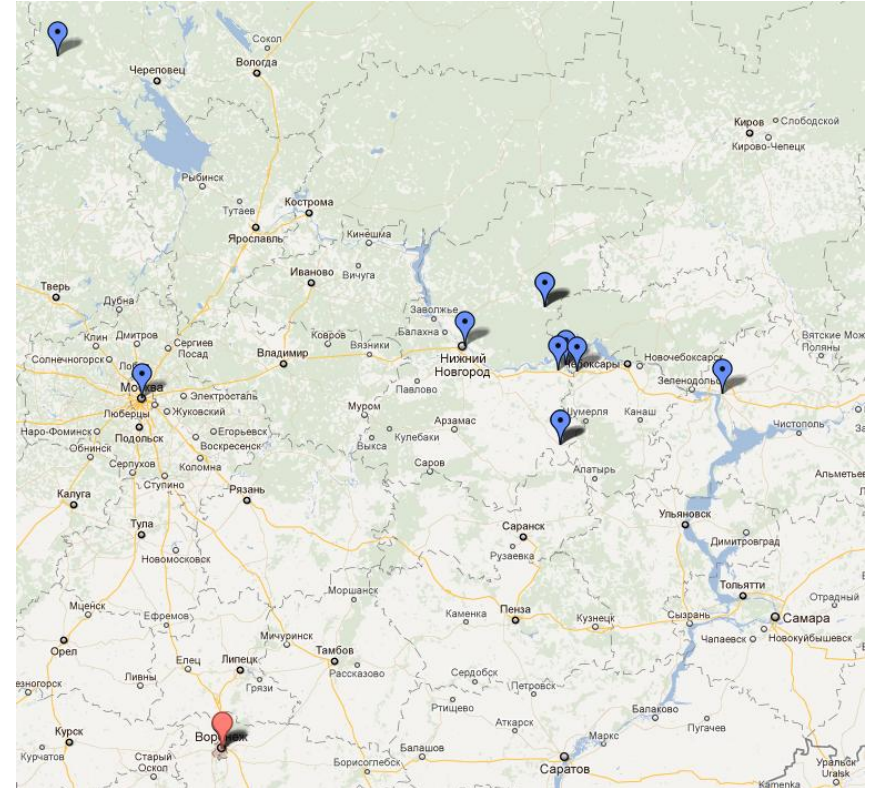 Сокол
Вологда
Череповец
Киров
Слободской
Кирово-Чепецк
Рыбинск
Тутаев
Кострома
Ярославль
Кинешма
Иваново
Вичуга
Тверь
Дубна
Заволжье
Клин
Дмитров
Сергиев
Посад
Ковров
Балахна
Вязники
Вятские
Поляны
Солнечногорск
Владимир
Нижний
Новгород
Чебоксары
Новочебоксарск
Зеленодольск
Москва
Электросталь
Павлово
Люберцы
Жуковский
Муром
Арзамас
Шумерля
Канаш
Чистополь
Наро-Фоминск
Подольск
Егорьевск
Воскресенск
Кулебаки
Выкса
Обнинск
Серпухов
Коломна
Саров
Алатырь
Альметьев
Ступино
Калуга
Рязань
Тула
Саранск
Ульяновск
Новомосковск
Рузаевка
Димитровград
Моршанск
Тольятти
Отрадный
Мценск
Ефремов
Каменка
Пенза
Кузнецк
Сызрань
Самара
Мичуринск
Чапаевск
Новокуйбышевск
Орел
Елец
Липецк
Тамбов
Рассказово
Ливны
Грязи
Сердобск
Петровск
езногорск
Ртищево
Балаково
Курск
Воронеж
Аткарск
Маркс
Пугачев
Курчатов
Старый
Оскол
Борисоглебск
Балашов
Саратов
Уральск
Uralsk
Kamenka